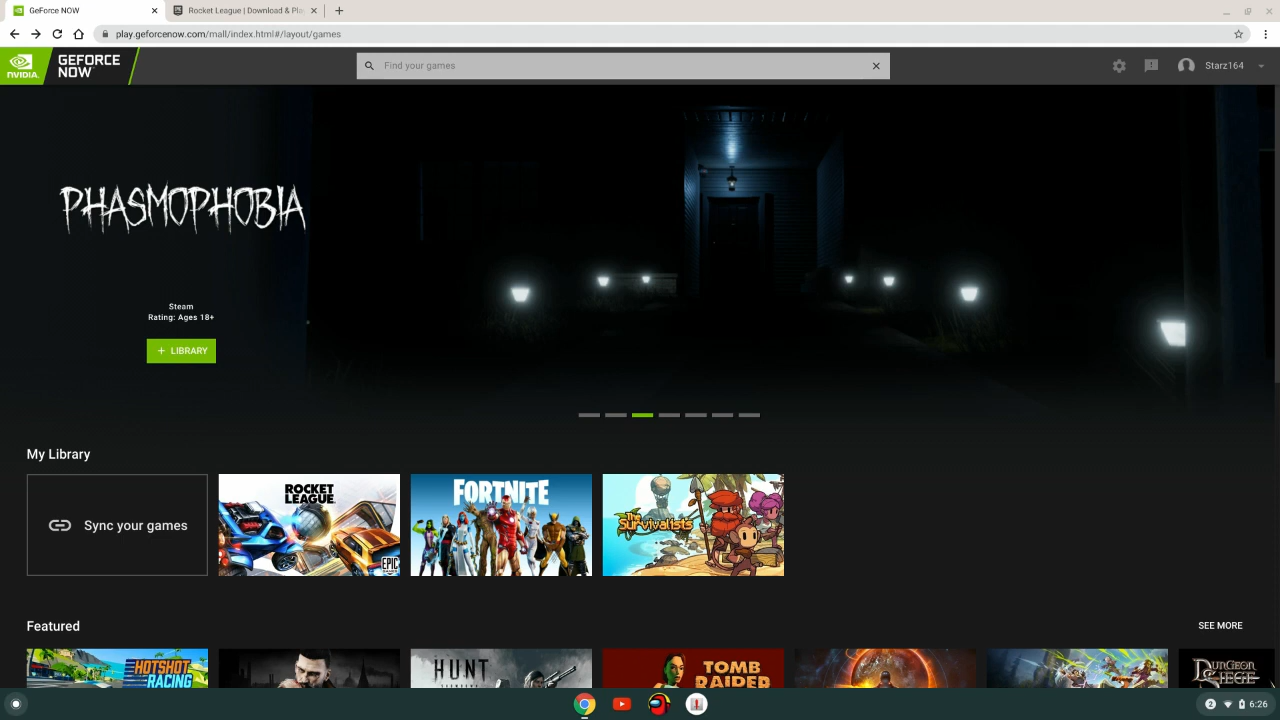 GeForce NOW
Rocket League | Download & Pla
play.geforcenow.com/mall/index.html#/layout/games
NVIDIA.
GEFORCE
NOW
Find your games
Starz164
PHASMOPHOBIA
Steam
Rating: Ages 18+
+ LIBRARY
My Library
Sync your games
ROCKET
LEAGUE
EPIC
FORTNITE
The
Survivalists
Featured
SEE MORE
HOTSHOT
RACING
HUNT
TOMB
RAIDER
DUNGEON
SIEGE
2
6:26